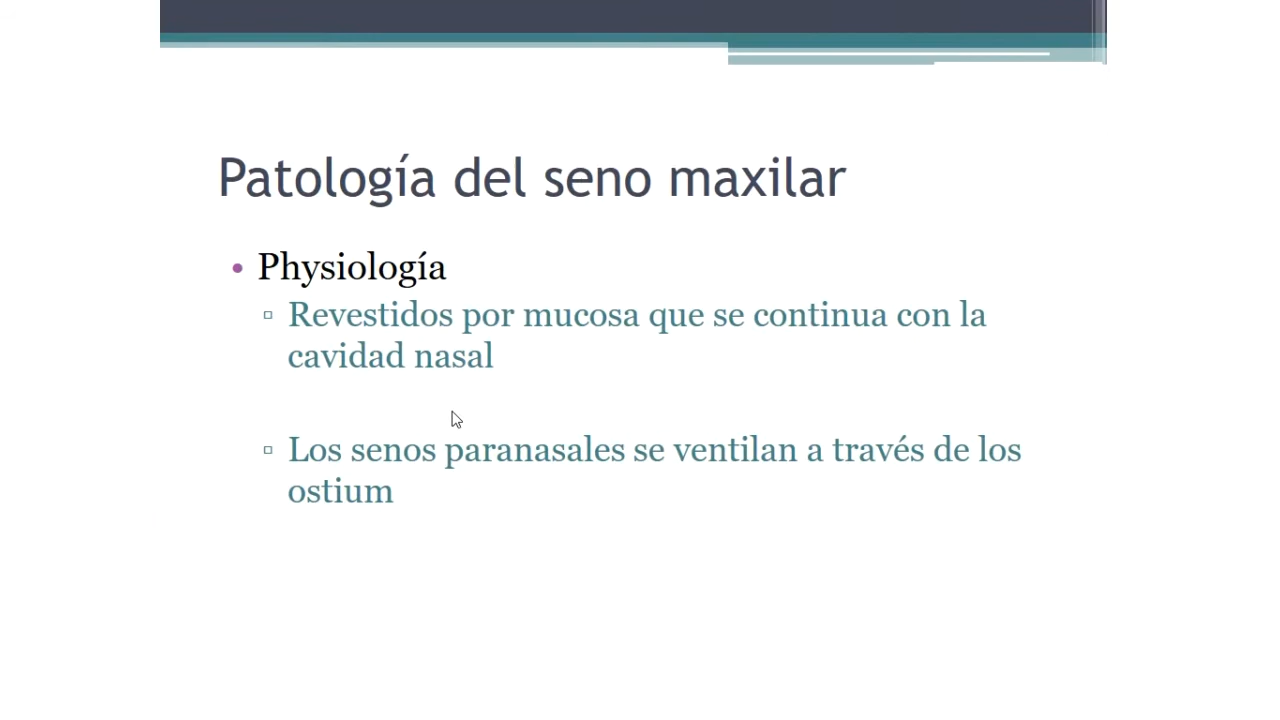 Patología del seno maxilar
• Physiología
▫ Revestidos por mucosa que se continua con la
cavidad nasal
▫ Los senos paranasales se ventilan a través de los
ostium